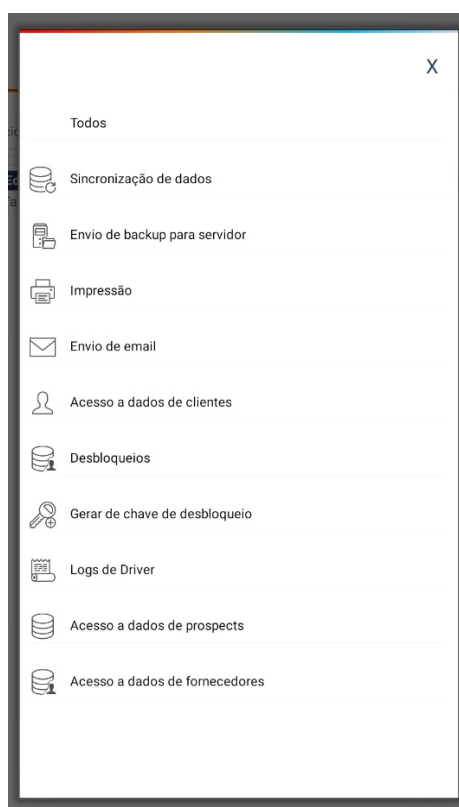 X
Todos
Sincronização de dados
Envio de backup para servidor
Impressão
Envio de email
Acesso a dados de clientes
Desbloqueios
Gerar de chave de desbloqueio
Logs de Driver
Acesso a dados de prospects
Acesso a dados de fornecedores